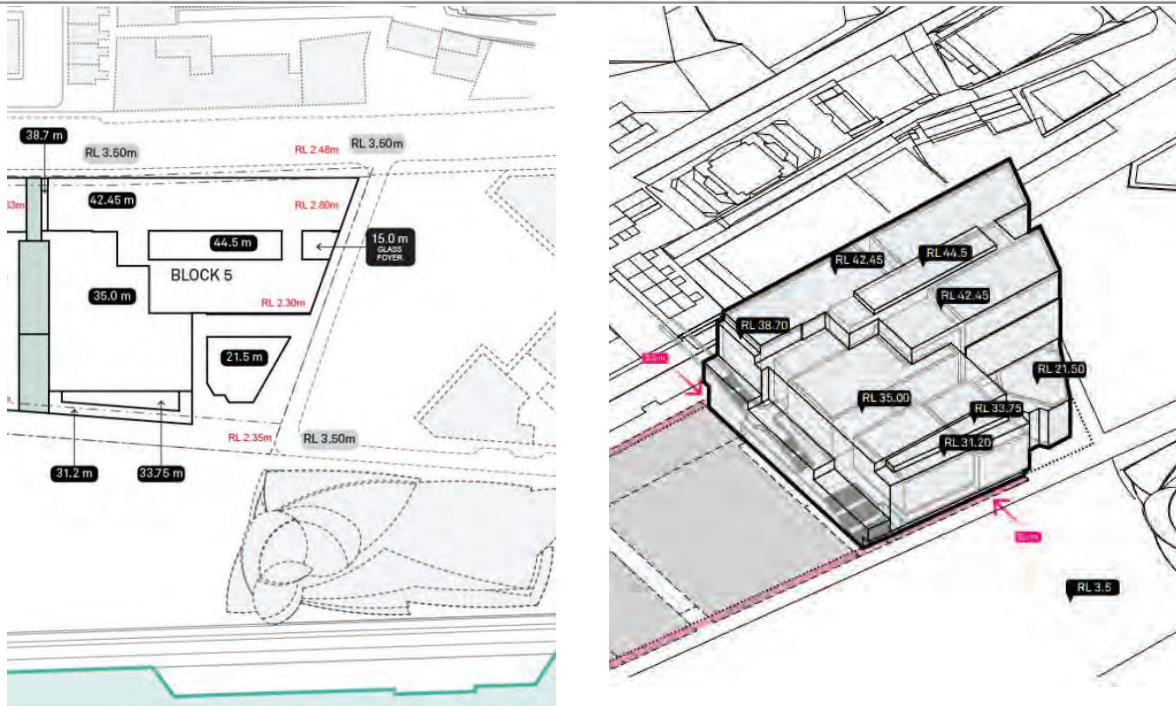 38.7 m
RL 3.50m
RL 2.48m
RL 3.50m
42.45 m
RL 2.80m
44.5 m
15.0 m
GLASS
FOYER
BLOCK 5
35.0 m
RL 2.30m
21.5 m
RL 2.35m
RL 3.50m
31.2 m
33.75 m
RL 42.45
RL 44.5
RL 42.45
RL 38.70
RL 21.50
RL 35.00
RL 33.75
RL 31.20
RL 3.5